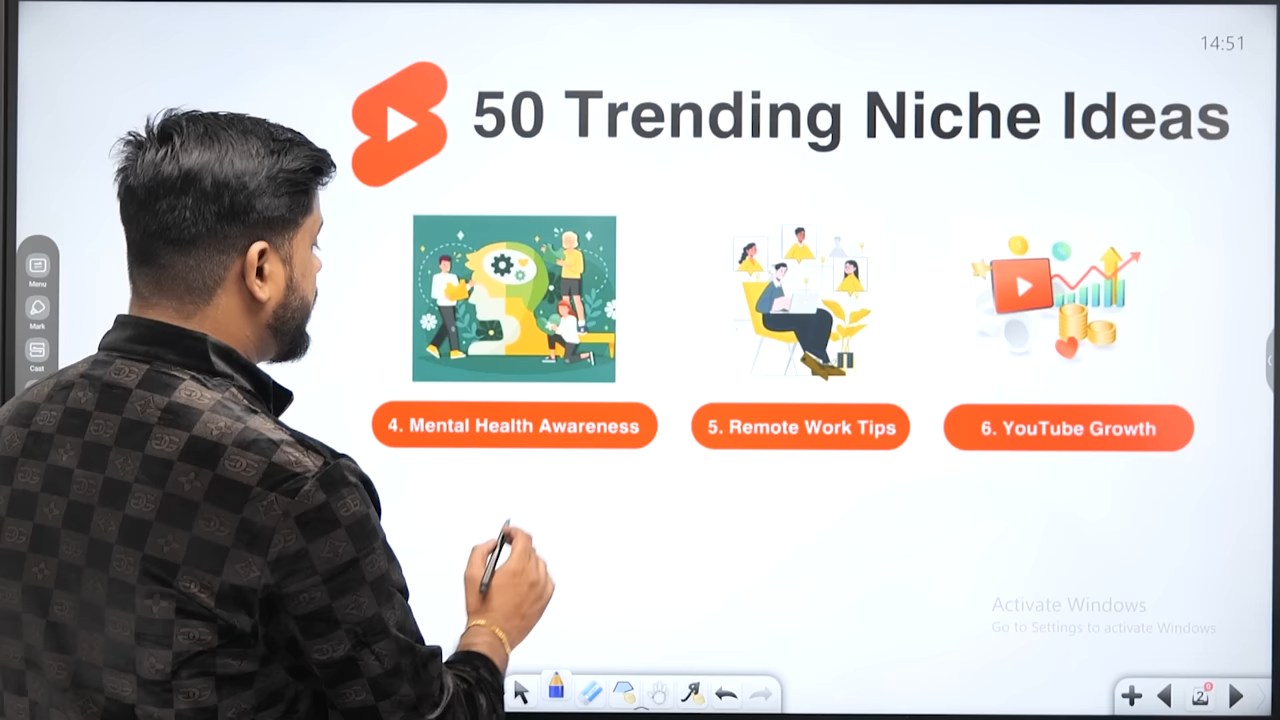 14:51
50 Trending Niche Ideas
Menu
Mark
Cast
4. Mental Health Awareness
5. Remote Work Tips
6. YouTube Growth
Activate Windows
Go to Settings to activate Windows
2